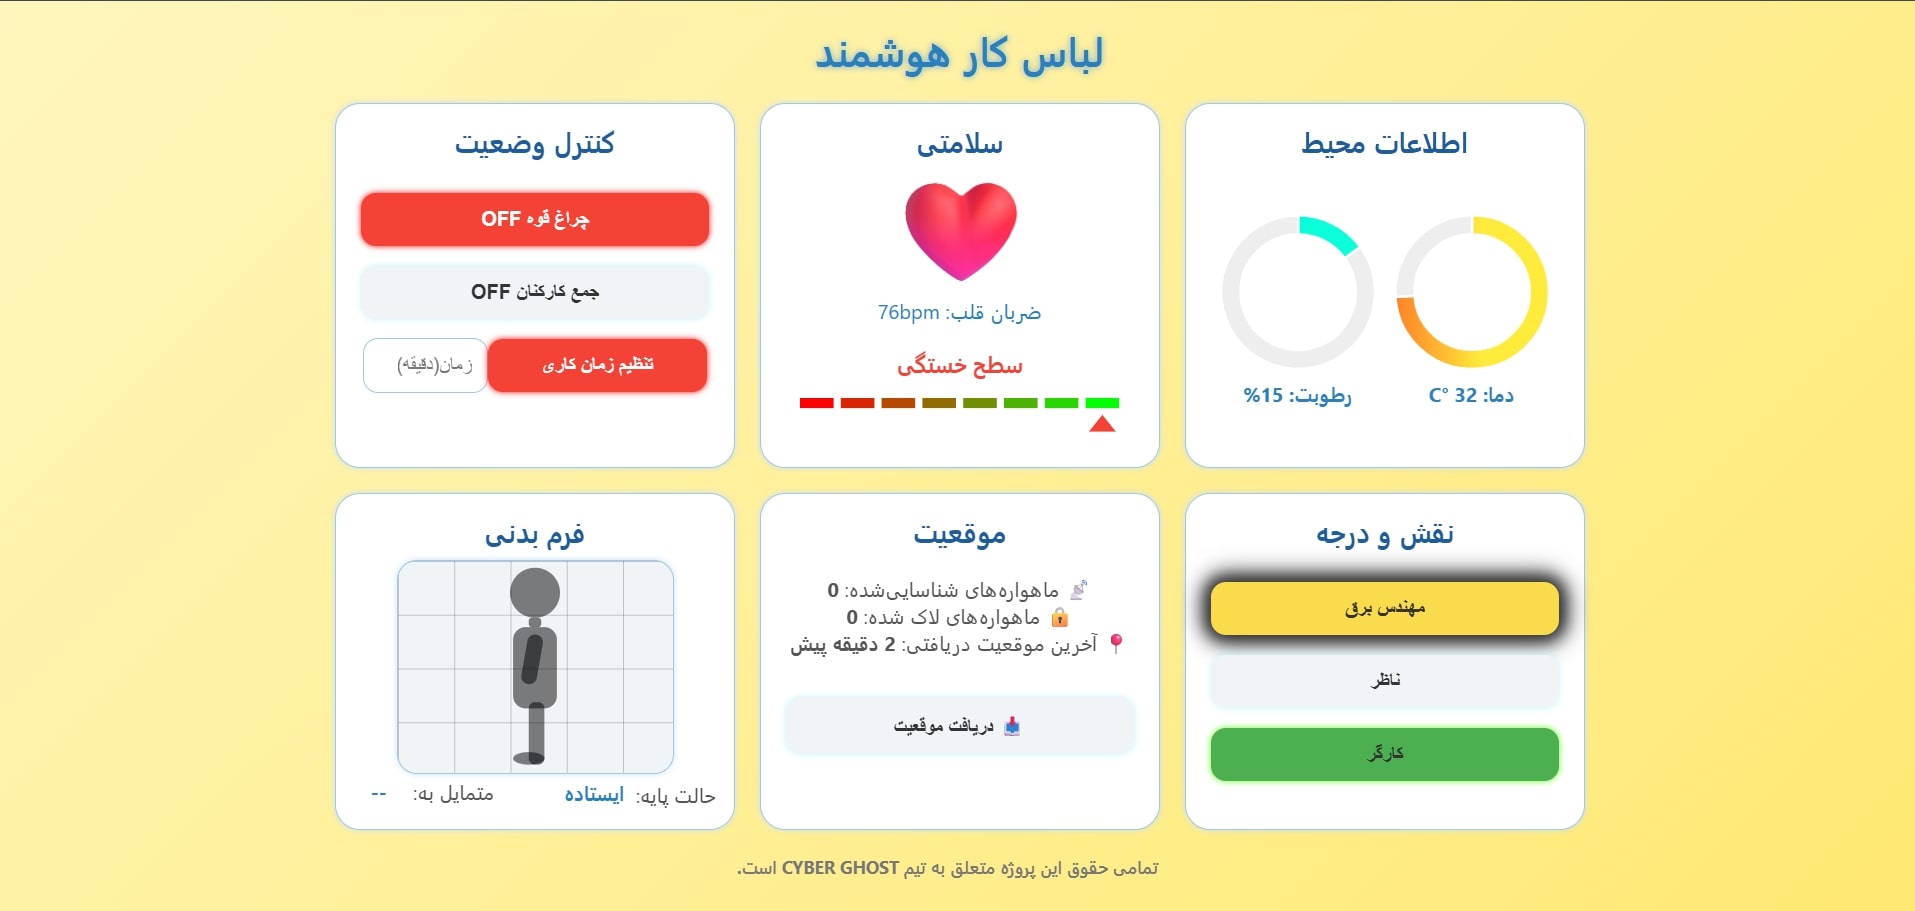 لباس کار هوشمند
اطلاعات محیط
دما: 32 °C
رطوبت: 15%
سلامتی
ضربان قلب: 76bpm
سطح خستگی
کنترل وضعیت
چراغ قوه OFF
جمع کارکنان OFF
تنظیم زمان کاری
زمان(دقیقه)
نقش و درجه
مهندس برق
ناظر
کارگر
موقعیت
📡 ماهواره‌های شناسایی‌شده: 0
🔒 ماهواره‌های لاک شده: 0
📍 آخرین موقعیت دریافتی: 2 دقیقه پیش
📥 دریافت موقعیت
فرم بدنی
حالت پایه: ایستاده
متمایل به: --
تمامی حقوق این پروژه متعلق به تیم CYBER GHOST است.